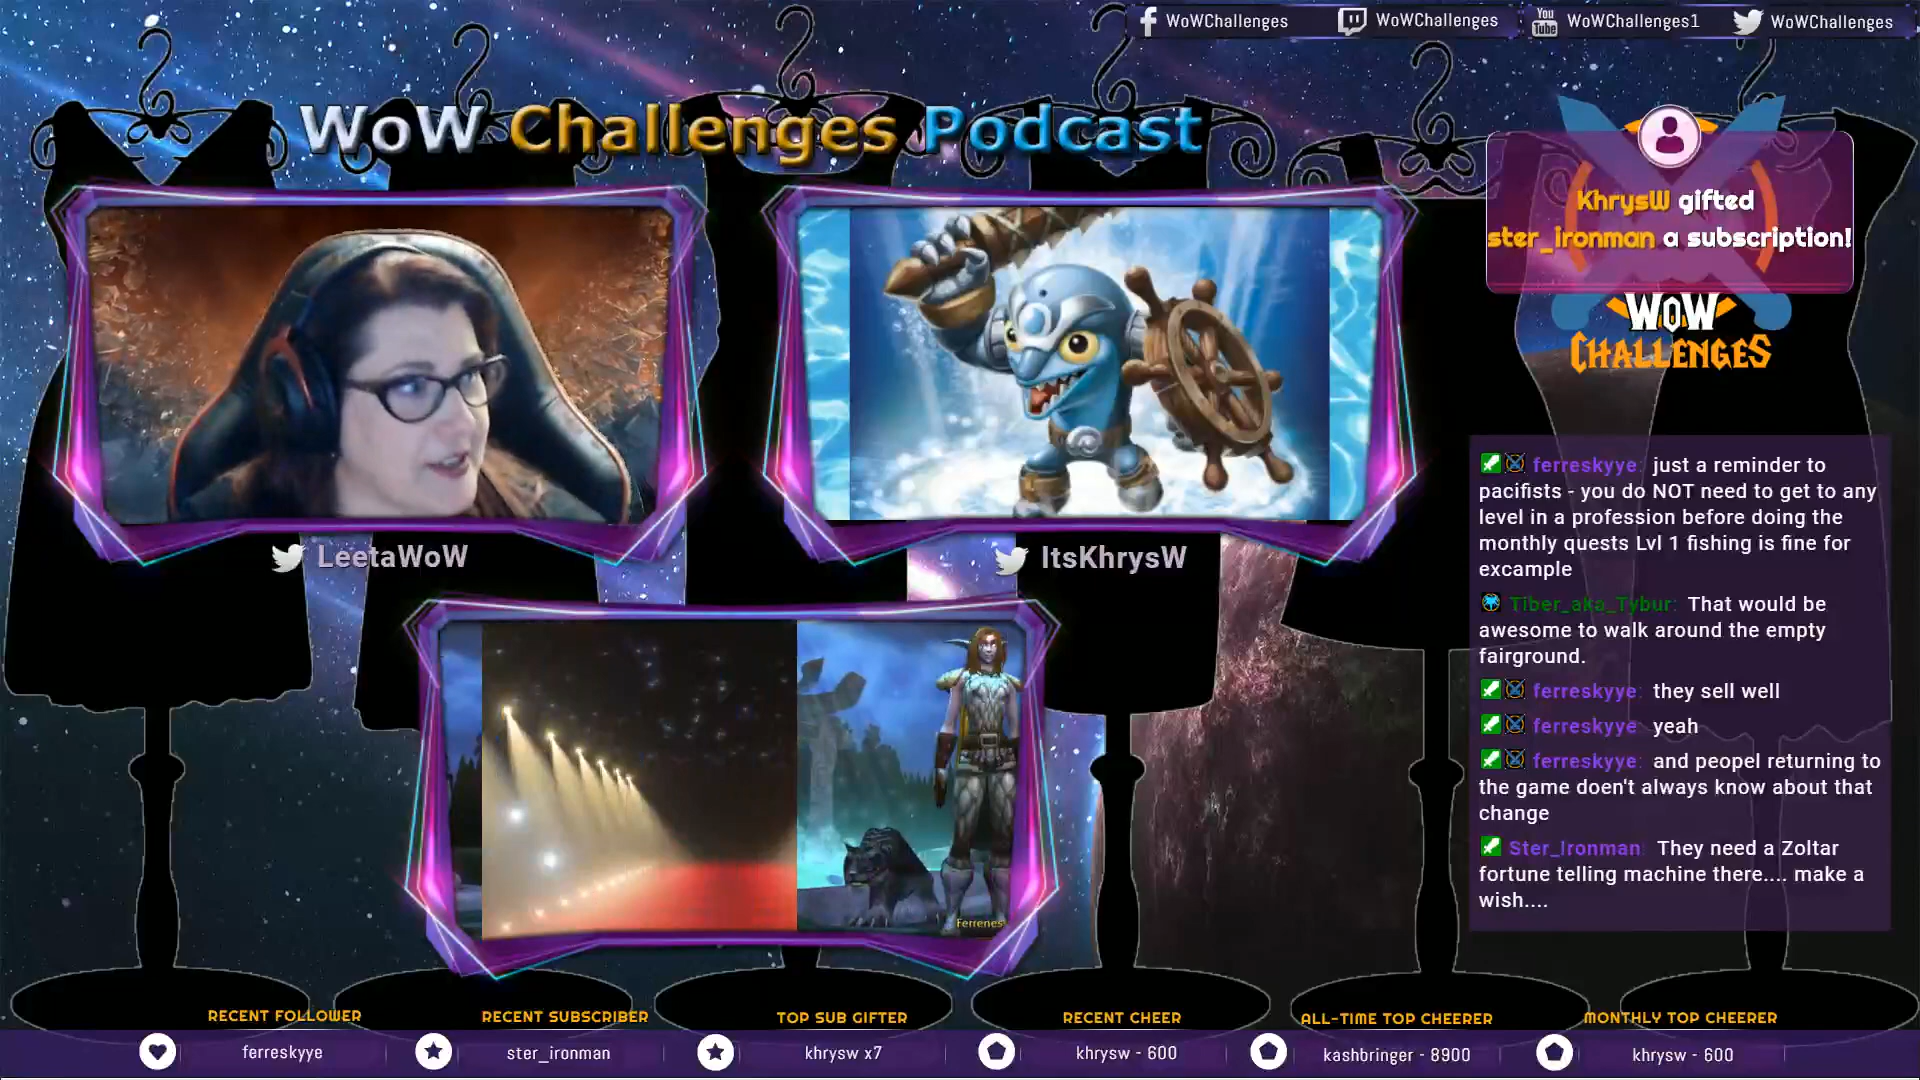 WoWChallenges
WoWChallenges
You Tube WoWChallenges1
WoWChallenges
WoW Challenges Podcast
KhrysW gifted
ster_ironman a subscription!
WoW
CHALLENGES
LeetaWoW
ItsKhrysW
Ferrenes
ferreskyye: just a reminder to
pacifists - you do NOT need to get to any
level in a profession before doing the
monthly quests Lvl 1 fishing is fine for
excample
Tiber_aka_Tybur: That would be
awesome to walk around the empty
fairground.
ferreskyye: they sell well
ferreskyye: yeah
ferreskyye: and peopel returning to
the game doen't always know about that
change
Ster_Ironman: They need a Zoltar
fortune telling machine there.... make a
wish....
RECENT FOLLOWER
ferreskyye
RECENT SUBSCRIBER
ster_ironman
TOP SUB GIFTER
khrysw x7
RECENT CHEER
khrysw - 600
ALL-TIME TOP CHEERER
kashbringer - 8900
MONTHLY TOP CHEERER
khrysw - 600